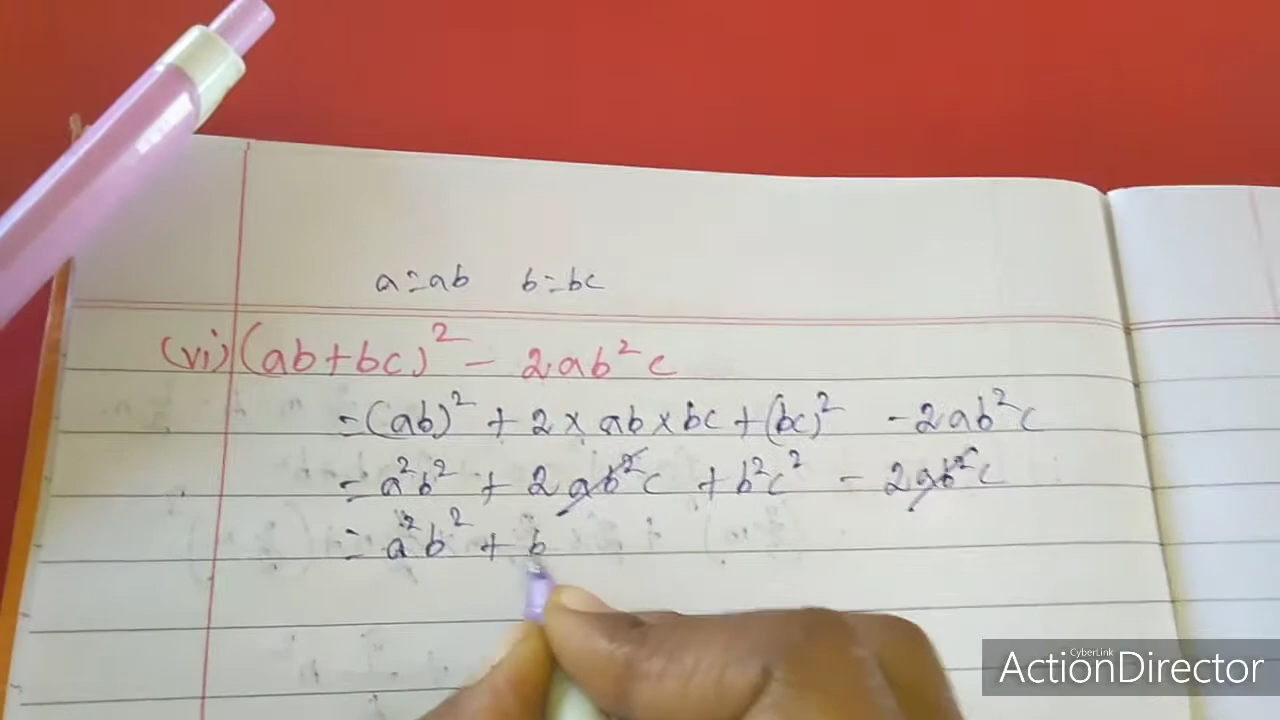 a=ab b=bc
(vi) (ab+bc)² - 2ab²c
=(ab)² + 2×ab×bc+(bc)² -2ab²c
= a²b² + 2ab²c + b²c² - 2ab²c
= a²b² + b
CyberLink
ActionDirector